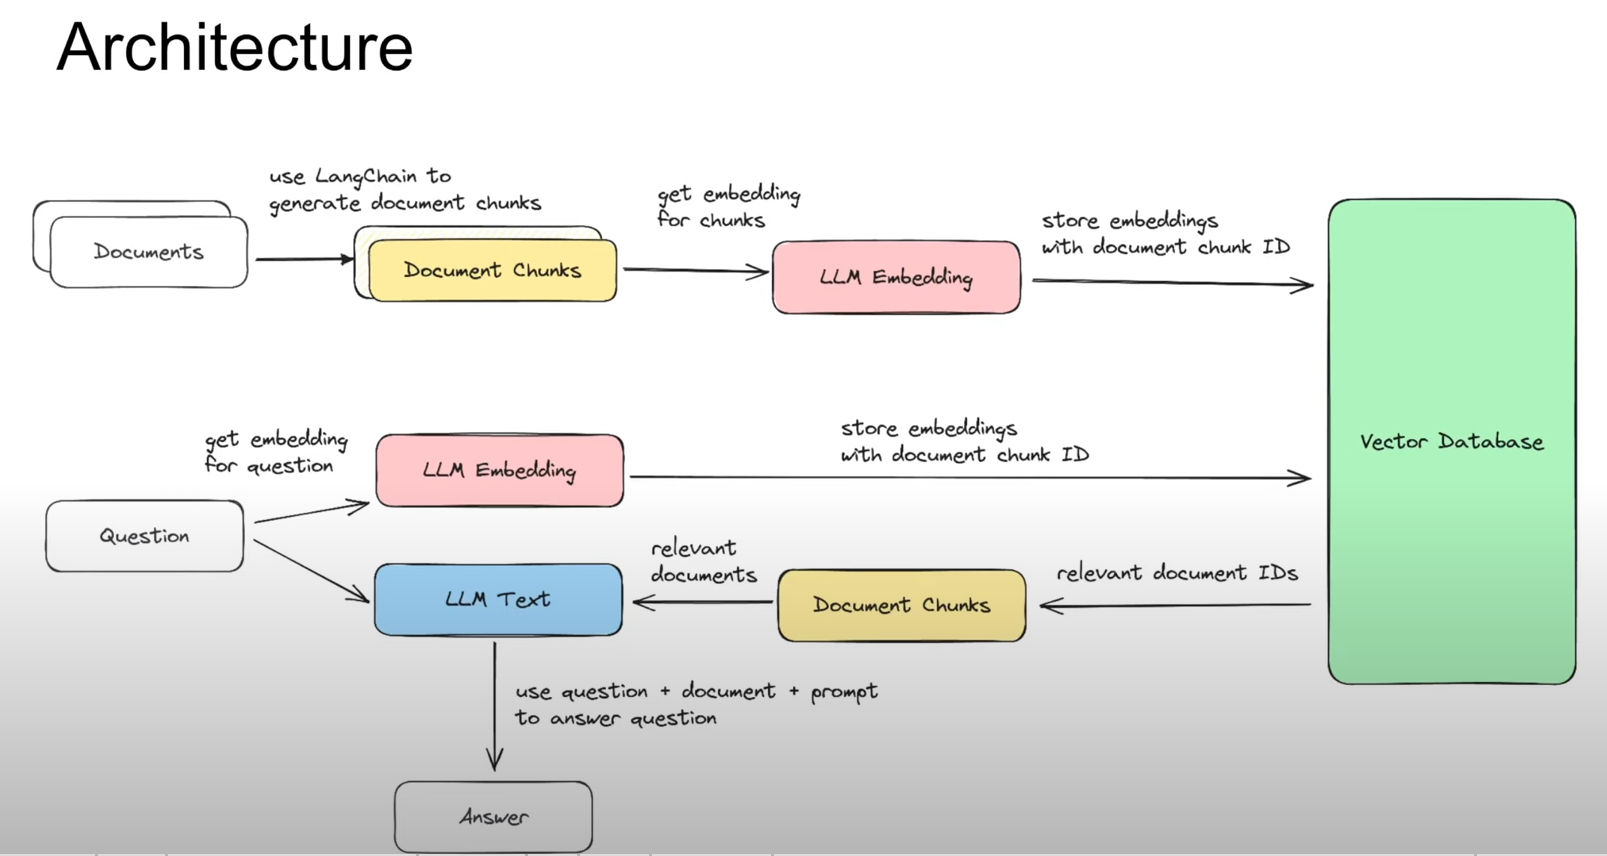 Architecture
use LangChain to
generate document chunks
get embedding
for chunks
store embeddings
with document chunk ID
Documents
Document Chunks
LLM Embedding
Vector Database
get embedding
for question
LLM Embedding
store embeddings
with document chunk ID
Question
relevant
documents
relevant document IDs
LLM Text
Document Chunks
use question + document + prompt
to answer question
Answer